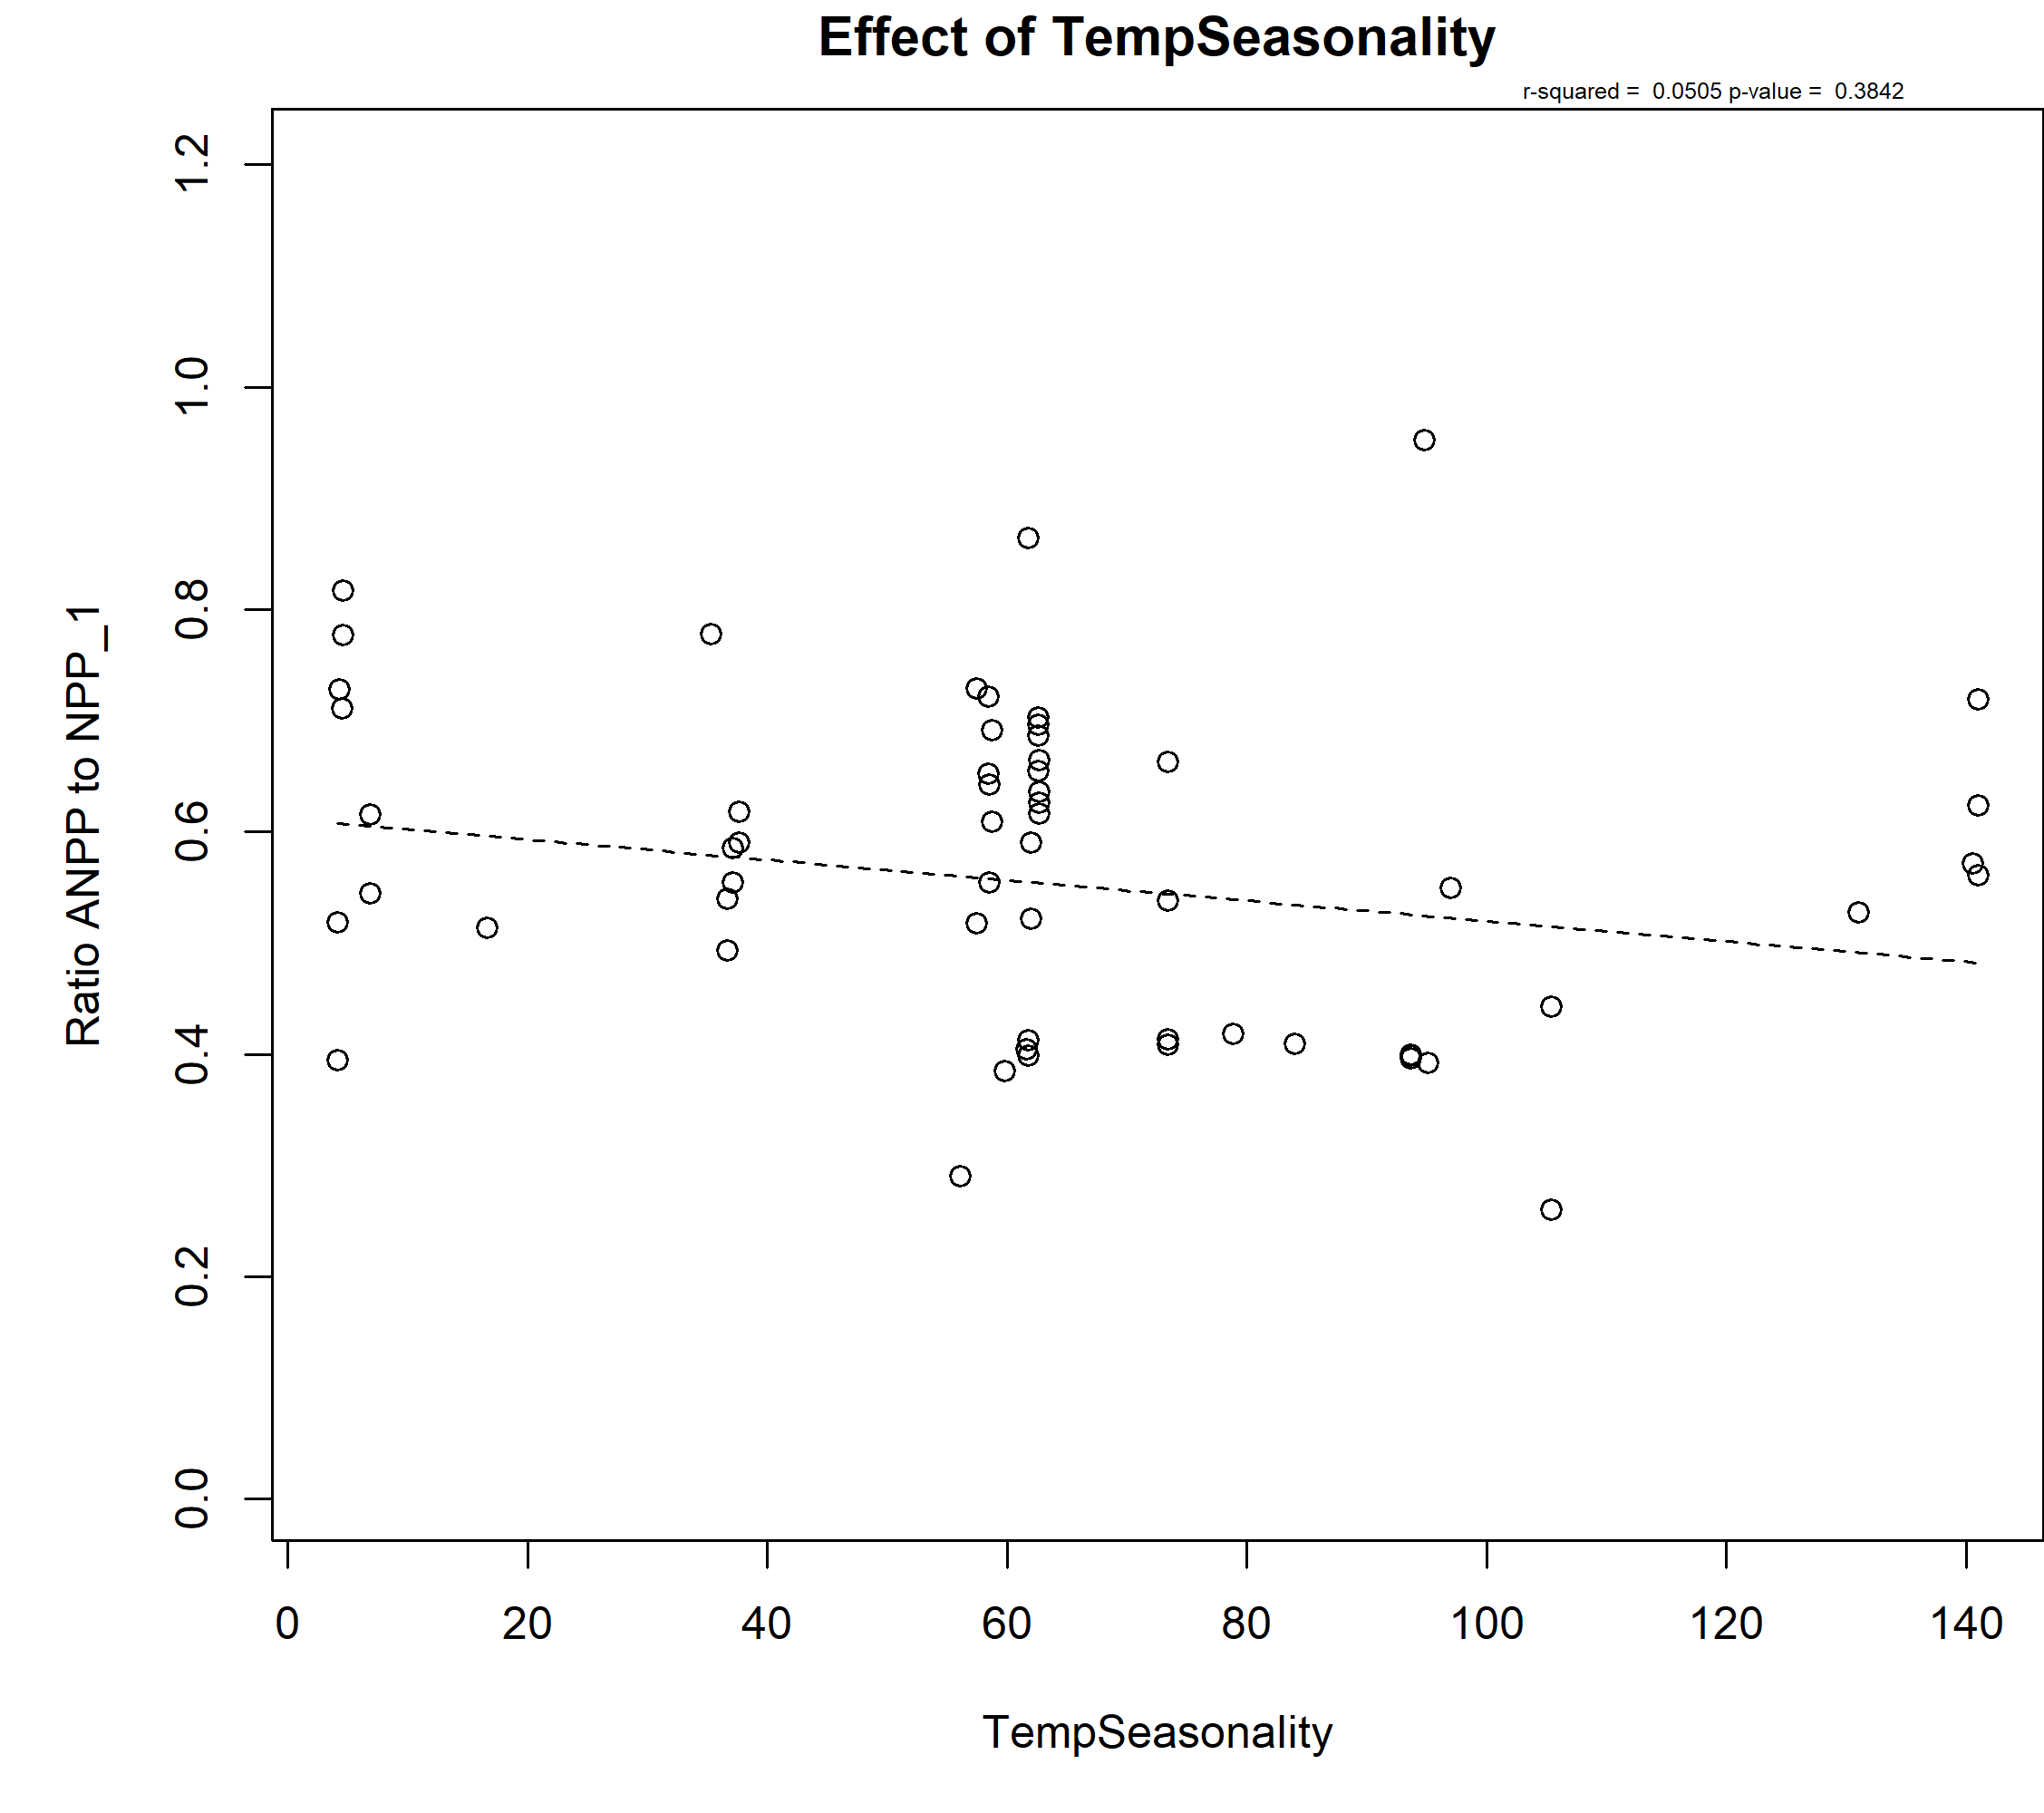 Effect of TempSeasonality
r-squared = 0.0505 p-value = 0.3842
Ratio ANPP to NPP_1
1.2
1.0
0.8
0.6
0.4
0.2
0.0
0 20 40 60 80 100 120 140
TempSeasonality